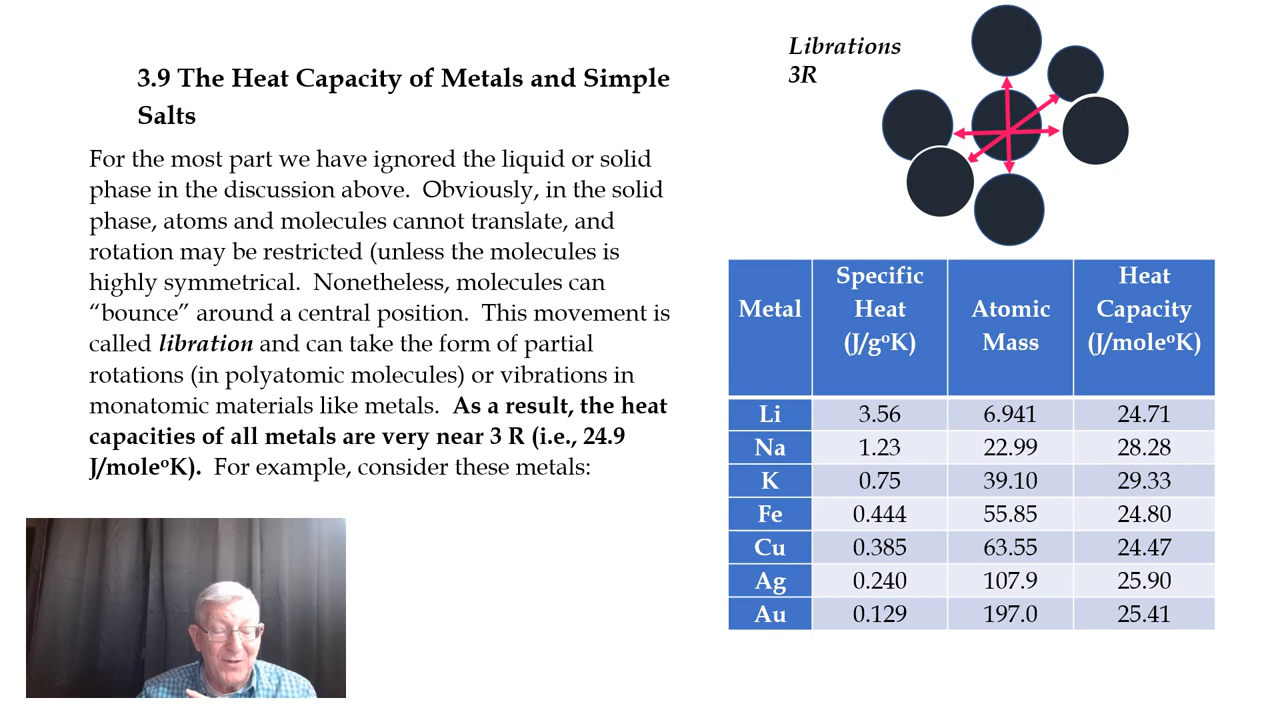 3.9 The Heat Capacity of Metals and Simple
Salts
For the most part we have ignored the liquid or solid
phase in the discussion above.  Obviously, in the solid
phase, atoms and molecules cannot translate, and
rotation may be restricted (unless the molecules is
highly symmetrical.  Nonetheless, molecules can
“bounce” around a central position.  This movement is
called libration and can take the form of partial
rotations (in polyatomic molecules) or vibrations in
monatomic materials like metals.  As a result, the heat
capacities of all metals are very near 3 R (i.e., 24.9
J/moleºK).  For example, consider these metals:
Librations
3R
Metal | Specific Heat (J/gºK) | Atomic Mass | Heat Capacity (J/moleºK)
Li 3.56 6.941 24.71
Na 1.23 22.99 28.28
K 0.75 39.10 29.33
Fe 0.444 55.85 24.80
Cu 0.385 63.55 24.47
Ag 0.240 107.9 25.90
Au 0.129 197.0 25.41